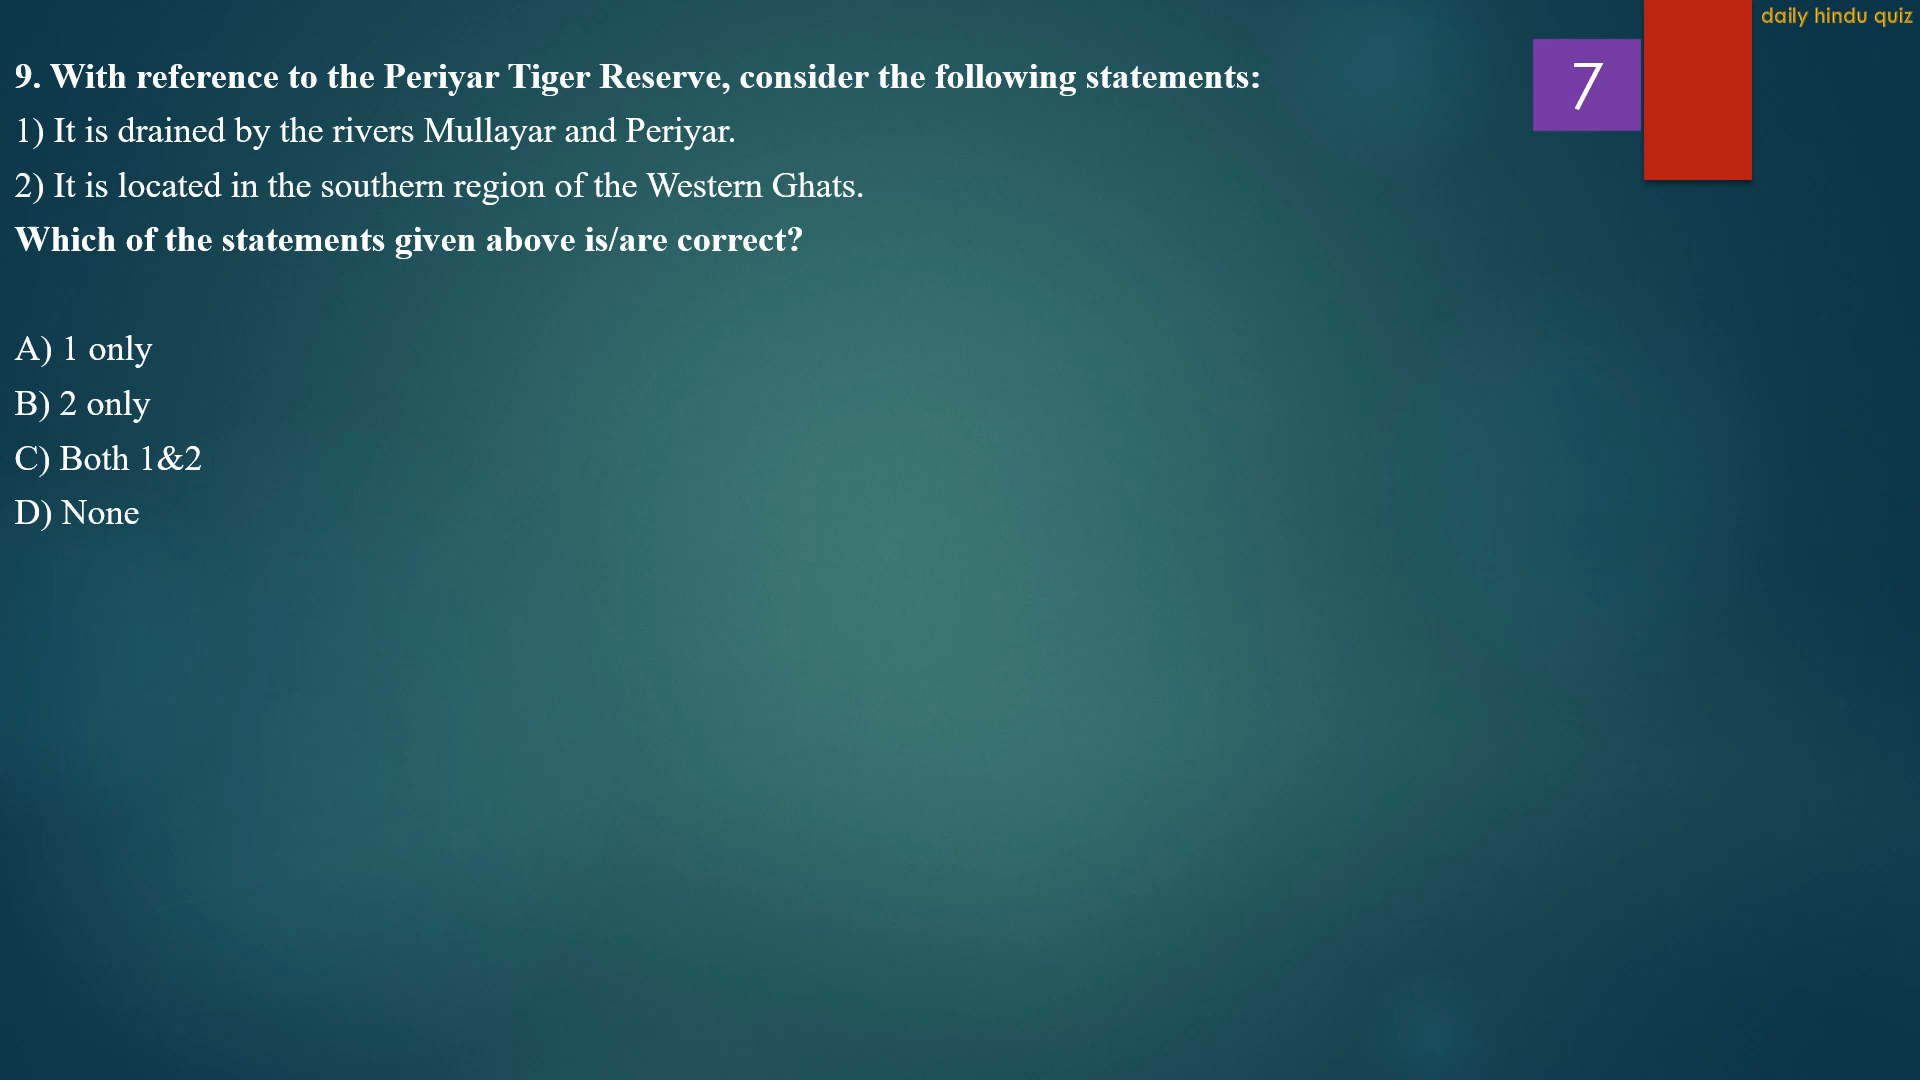 daily hindu quiz
7
9. With reference to the Periyar Tiger Reserve, consider the following statements:
1) It is drained by the rivers Mullayar and Periyar.
2) It is located in the southern region of the Western Ghats.
Which of the statements given above is/are correct?
A) 1 only
B) 2 only
C) Both 1&2
D) None